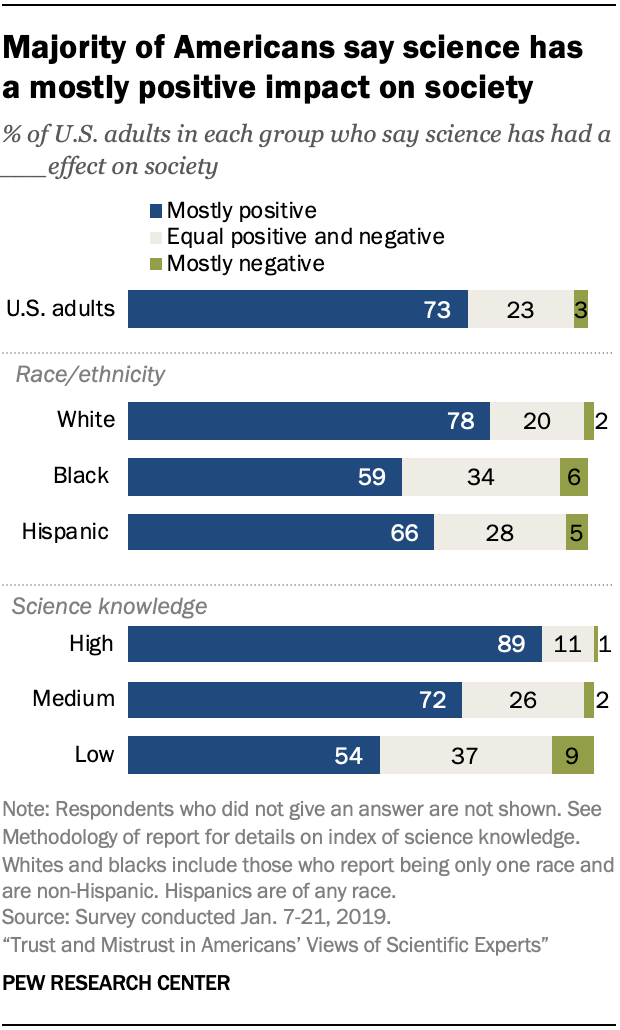 Majority of Americans say science has
a mostly positive impact on society
% of U.S. adults in each group who say science has had a
___effect on society
Mostly positive
Equal positive and negative
Mostly negative
U.S. adults 73 23 3
Race/ethnicity
White 78 20 2
Black 59 34 6
Hispanic 66 28 5
Science knowledge
High 89 11 1
Medium 72 26 2
Low 54 37 9
Note: Respondents who did not give an answer are not shown. See
Methodology of report for details on index of science knowledge.
Whites and blacks include those who report being only one race and
are non-Hispanic. Hispanics are of any race.
Source: Survey conducted Jan. 7-21, 2019.
“Trust and Mistrust in Americans’ Views of Scientific Experts”
PEW RESEARCH CENTER